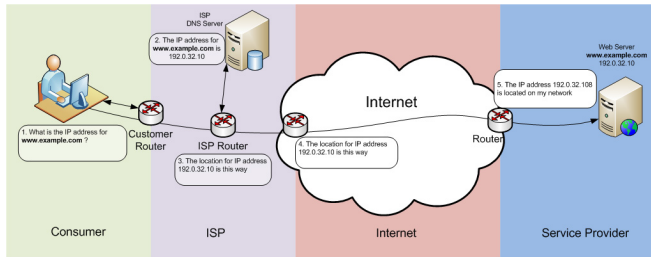 ISP
DNS Server
2. The IP address for
www.example.com is
192.0.32.10
Web Server
www.example.com
192.0.32.10
Internet
5. The IP address 192.0.32.108
is located on my network
1. What is the IP address for
www.example.com ?
Customer
Router
ISP Router
3. The location for IP address
192.0.32.10 is this way
4. The location for IP address
192.0.32.10 is this way
Router
Consumer
ISP
Internet
Service Provider